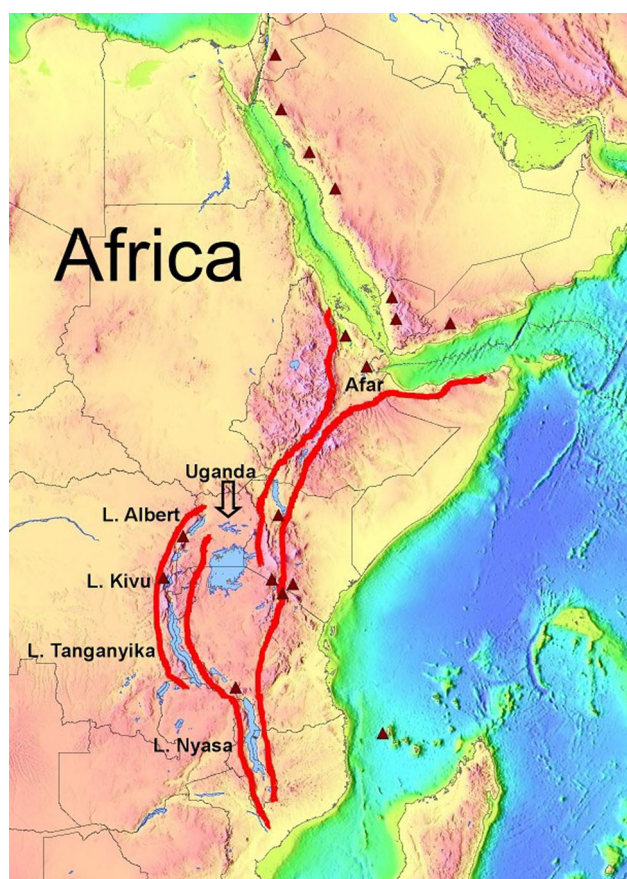 Africa
Afar
Uganda
L. Albert
L. Kivu
L. Tanganyika
L. Nyasa